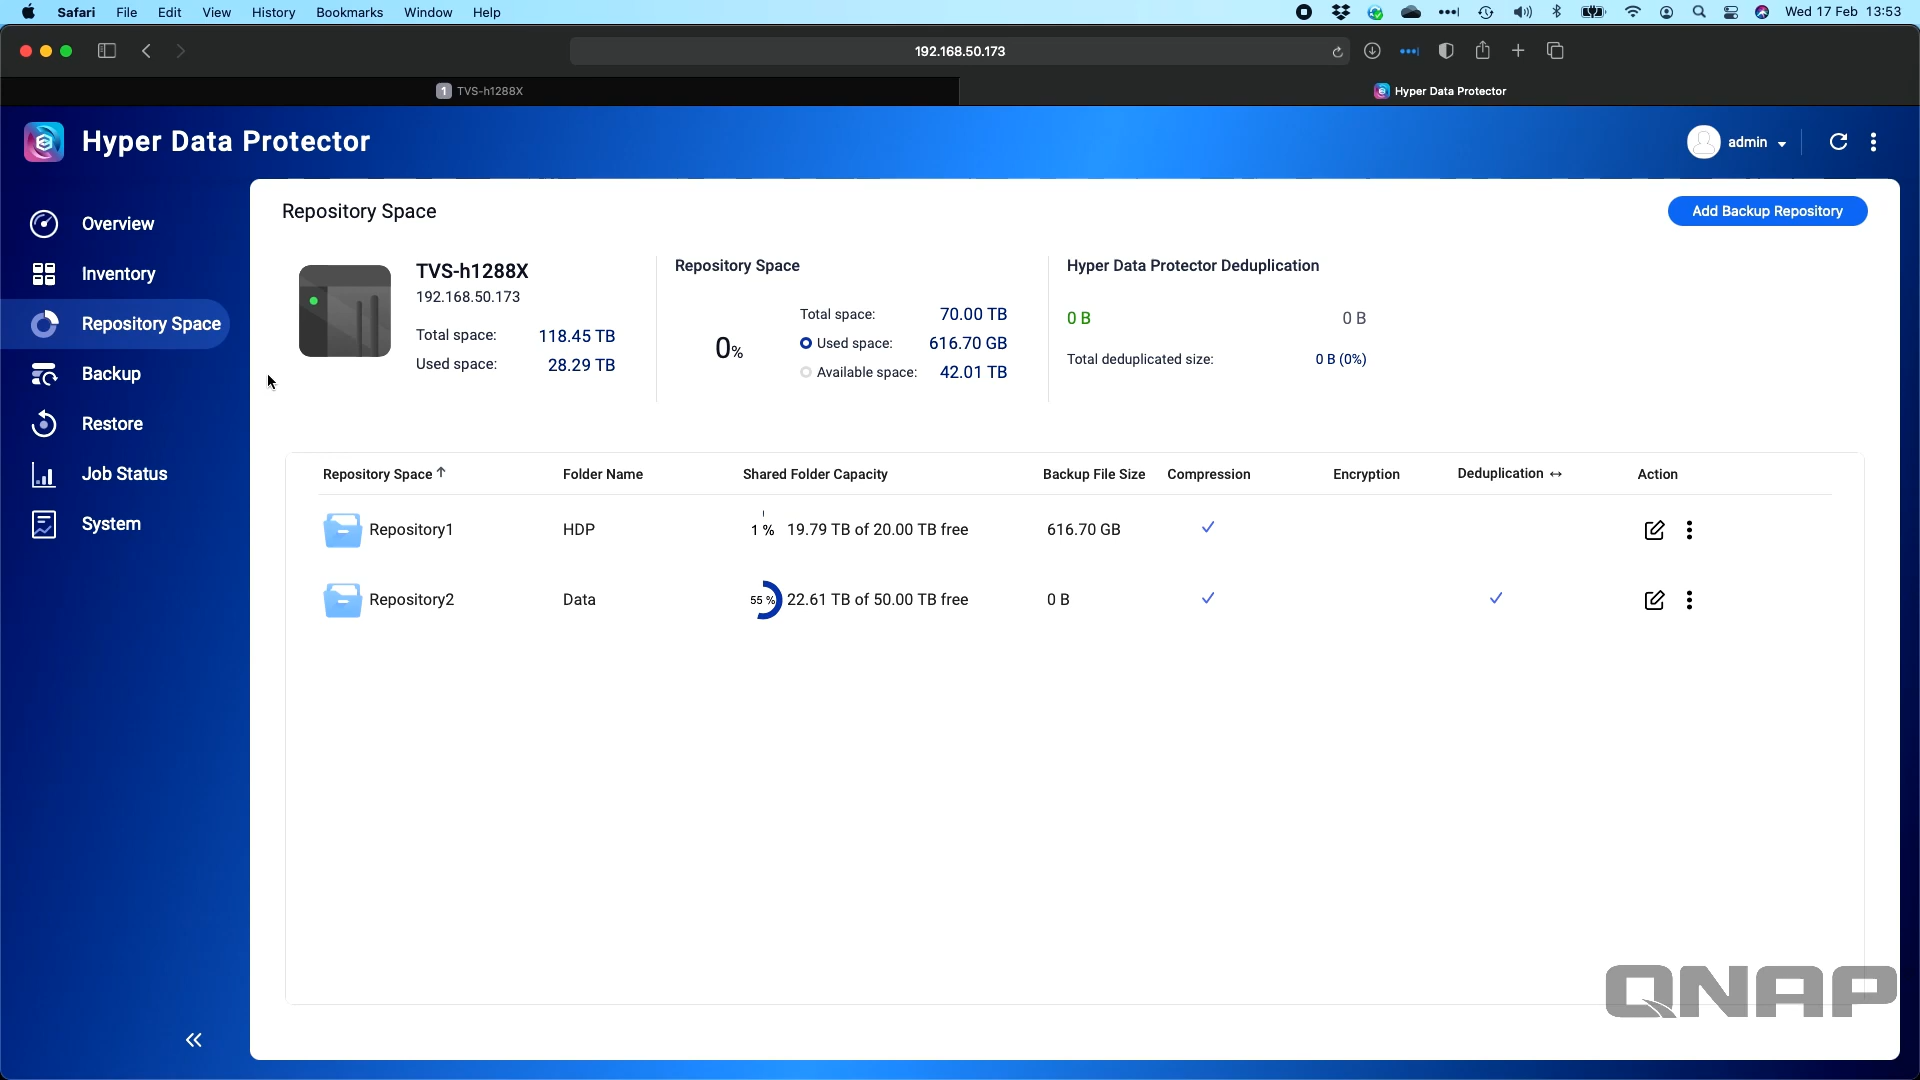 Safari File Edit View History Bookmarks Window Help Wed 17 Feb 13:53
192.168.50.173
1 TVS-h1288X Hyper Data Protector
Hyper Data Protector admin
Repository Space Add Backup Repository
Overview
Inventory
Repository Space
Backup
Restore
Job Status
System
TVS-h1288X
192.168.50.173
Total space: 118.45 TB
Used space: 28.29 TB
Repository Space
0%
Total space: 70.00 TB
Used space: 616.70 GB
Available space: 42.01 TB
Hyper Data Protector Deduplication
0 B 0 B
Total deduplicated size: 0 B (0%)
Repository Space ↑ Folder Name Shared Folder Capacity Backup File Size Compression Encryption Deduplication ↔ Action
Repository1 HDP 1 % 19.79 TB of 20.00 TB free 616.70 GB
Repository2 Data 55 % 22.61 TB of 50.00 TB free 0 B
QNAP